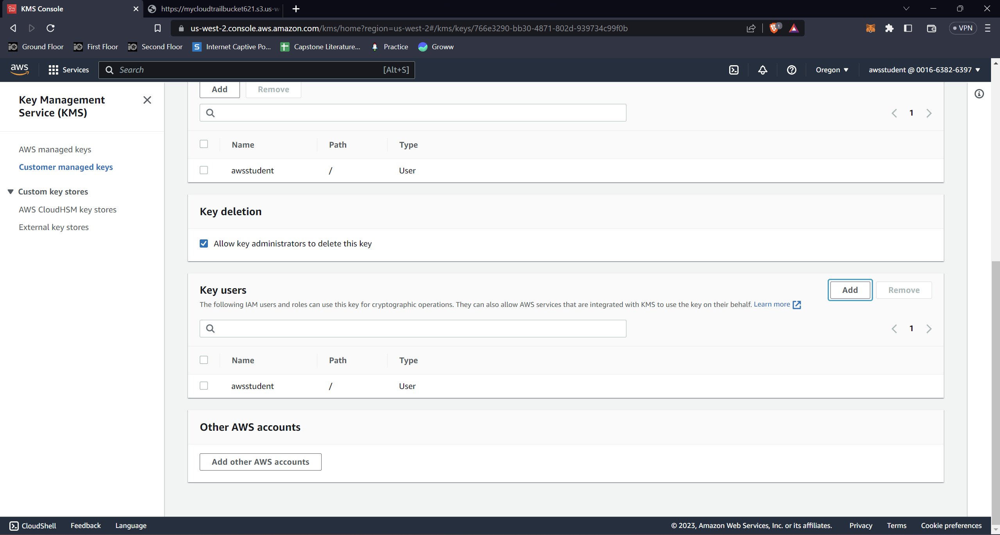 KMS Console
https://mycloudtrailbucket621.s3.us-w
us-west-2.console.aws.amazon.com/kms/home?region=us-west-2#/kms/keys/766e3290-bb30-4871-802d-939734c99f0b
1
VPN
Ground Floor
First Floor
Second Floor
Internet Captive Po...
Capstone Literature...
Practice
Groww
aws
Services
Search
[Alt+S]
Oregon
awsstudent @ 0016-6382-6397
Key Management
Service (KMS)
AWS managed keys
Customer managed keys
Custom key stores
AWS CloudHSM key stores
External key stores
Add
Remove
1
Name
Path
Type
awsstudent
/
User
Key deletion
Allow key administrators to delete this key
Key users
Add
Remove
The following IAM users and roles can use this key for cryptographic operations. They can also allow AWS services that are integrated with KMS to use the key on their behalf. Learn more
1
Name
Path
Type
awsstudent
/
User
Other AWS accounts
Add other AWS accounts
CloudShell
Feedback
Language
© 2023, Amazon Web Services, Inc. or its affiliates.
Privacy
Terms
Cookie preferences